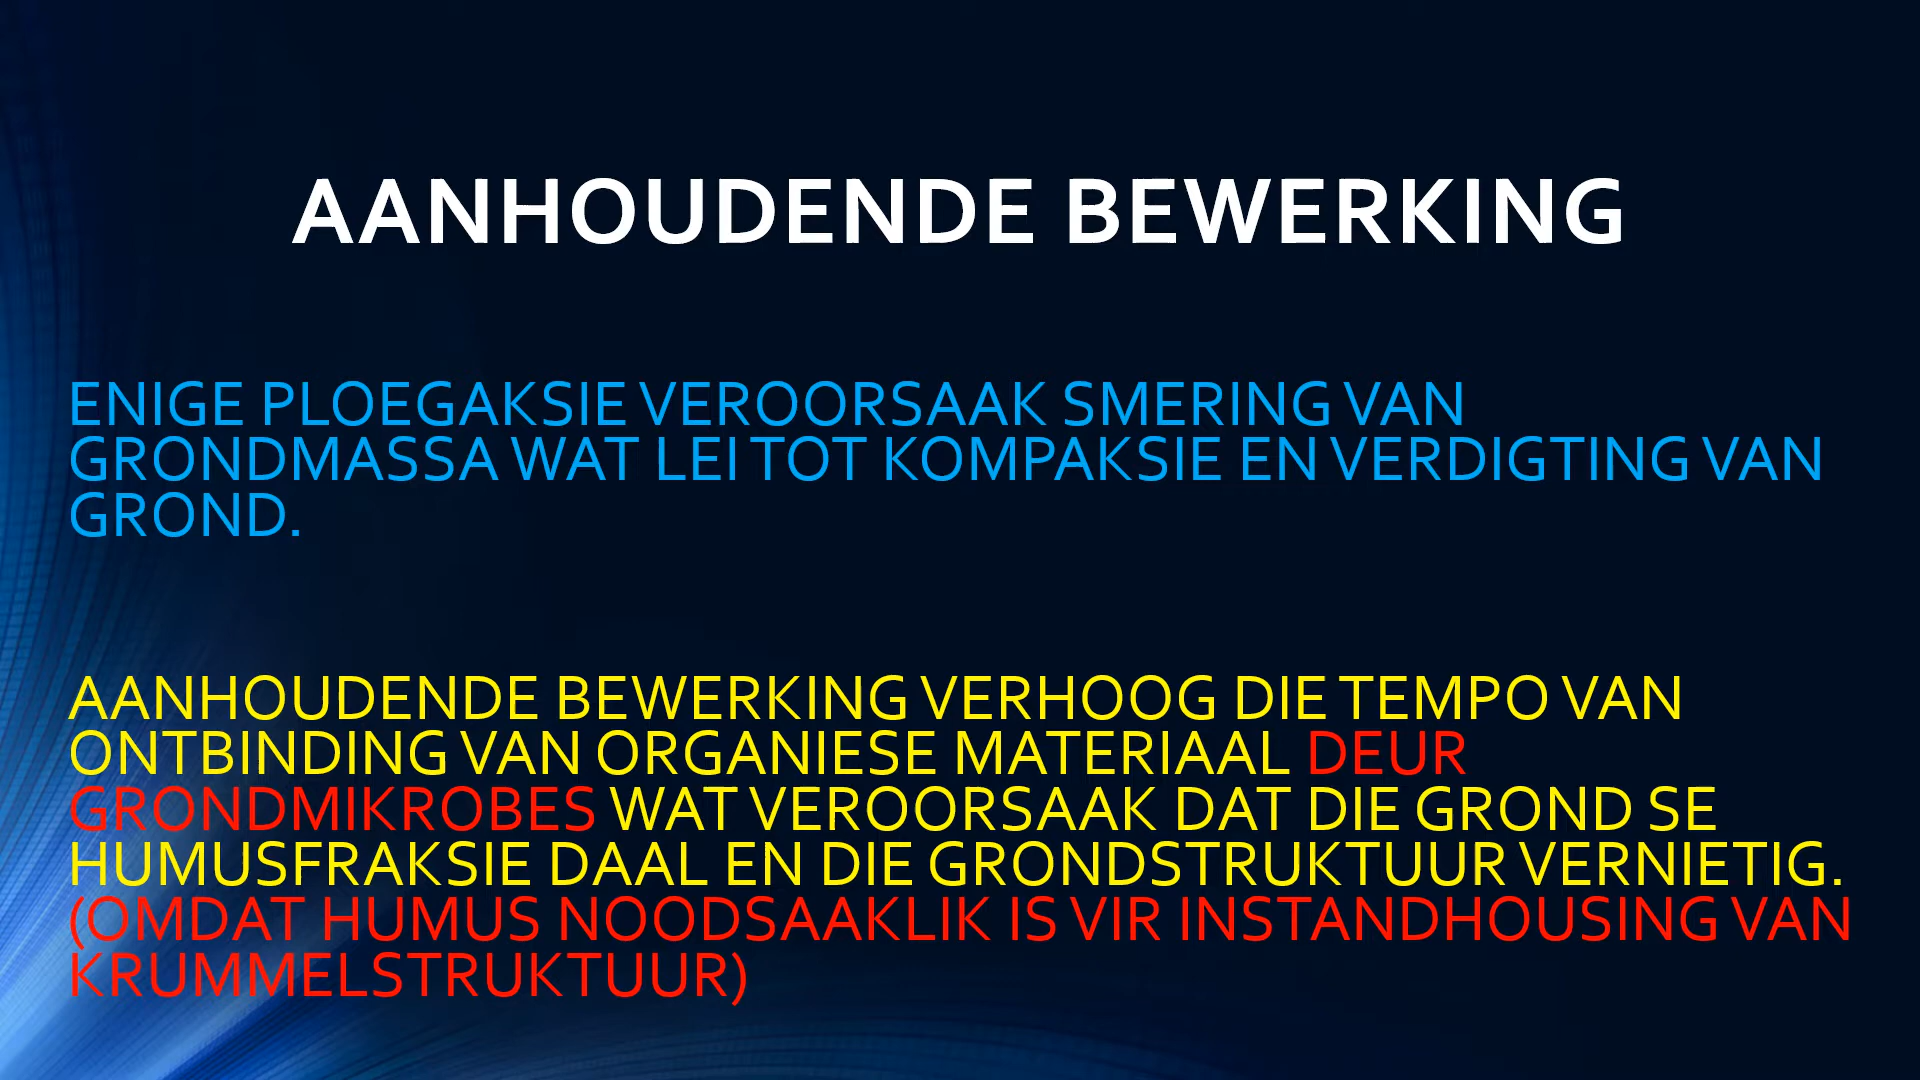 AANHOUDENDE BEWERKING
ENIGE PLOEGAKSIE VEROORSAAK SMERING VAN
GRONDMASSA WAT LEI TOT KOMPAKSIE EN VERDIGTING VAN
GROND.
AANHOUDENDE BEWERKING VERHOOG DIE TEMPO VAN
ONTBINDING VAN ORGANIESE MATERIAAL DEUR
GRONDMIKROBES WAT VEROORSAAK DAT DIE GROND SE
HUMUSFRAKSIE DAAL EN DIE GRONDSTRUKTUUR VERNIETIG.
(OMDAT HUMUS NOODSAAKLIK IS VIR INSTANDHOUSING VAN
KRUMMELSTRUKTUUR)